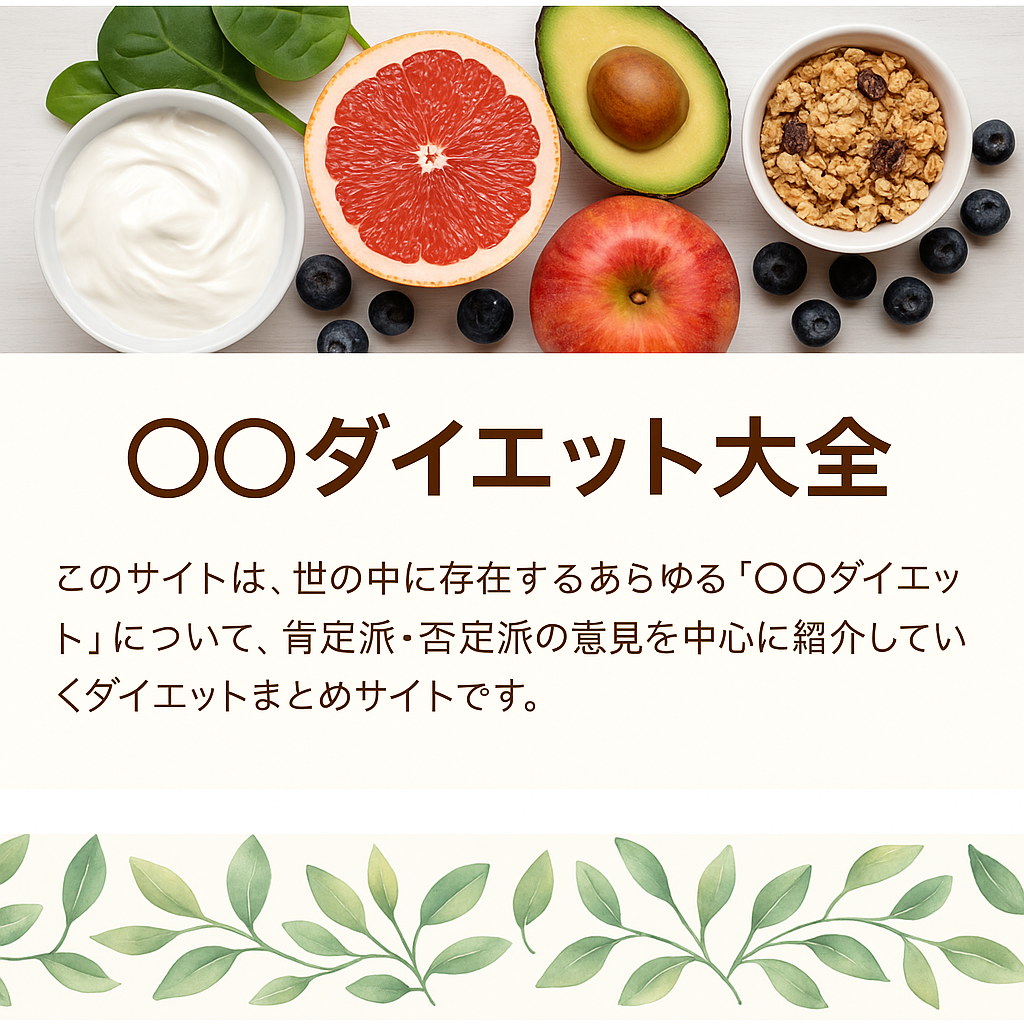 〇〇ダイエット大全
このサイトは、世の中に存在するあらゆる「〇〇ダイエッ
ト」について、肯定派・否定派の意見を中心に紹介してい
くダイエットまとめサイトです。